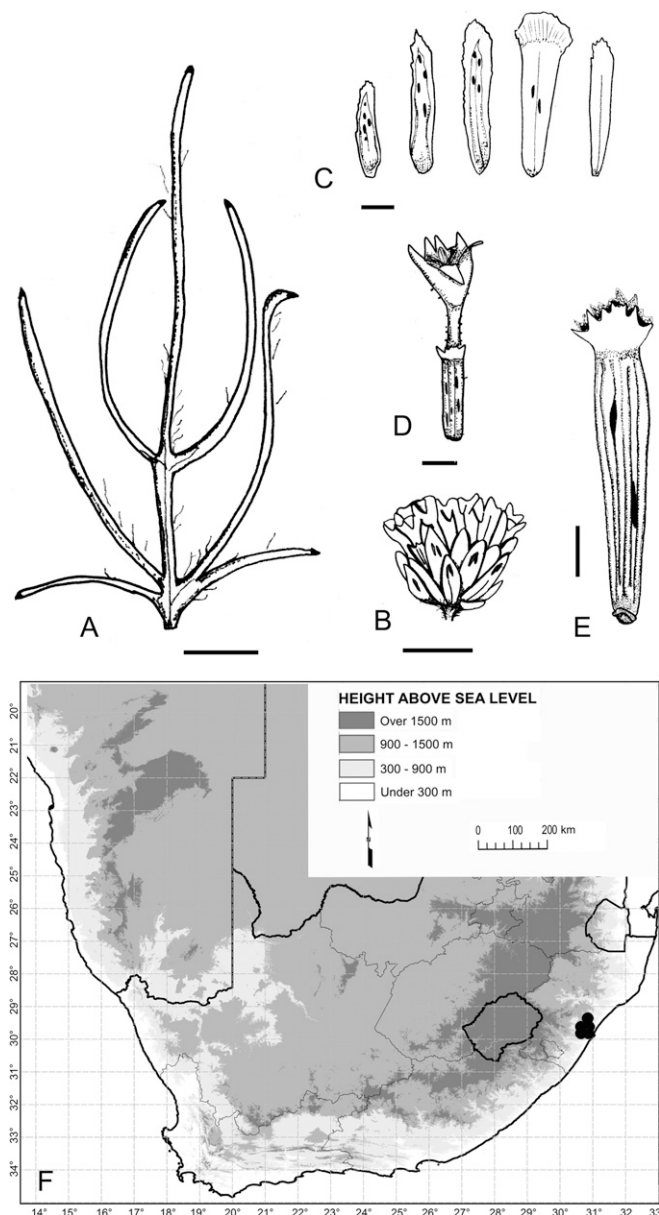 C
A
D
B
E
HEIGHT ABOVE SEA LEVEL
Over 1500 m
900 - 1500 m
300 - 900 m
Under 300 m
N
0 100 200 km
20°
21°
22°
23°
24°
25°
26°
27°
28°
29°
30°
31°
32°
33°
34°
F
14° 15° 16° 17° 18° 19° 20° 21° 22° 23° 24° 25° 26° 27° 28° 29° 30° 31° 32° 33°